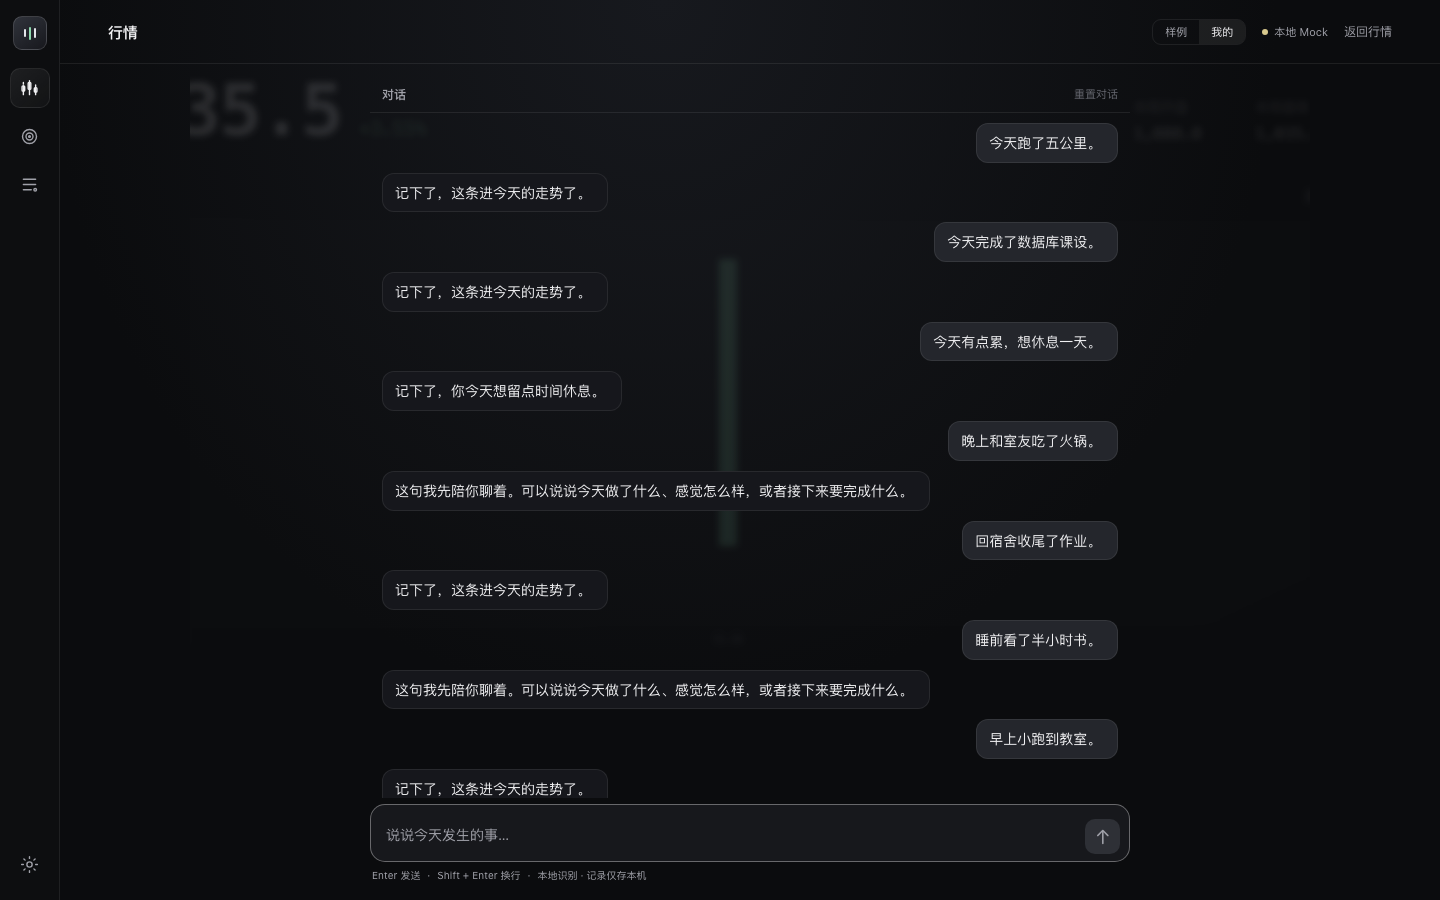 行情
样例
我的
本地 Mock
返回行情
35.5
对话
重置对话
今天跑了五公里。
记下了，这条进今天的走势了。
今天完成了数据库课设。
记下了，这条进今天的走势了。
今天有点累，想休息一天。
记下了，你今天想留点时间休息。
晚上和室友吃了火锅。
这句我先陪你聊着。可以说说今天做了什么、感觉怎么样，或者接下来要完成什么。
回宿舍收尾了作业。
记下了，这条进今天的走势了。
睡前看了半小时书。
这句我先陪你聊着。可以说说今天做了什么、感觉怎么样，或者接下来要完成什么。
早上小跑到教室。
记下了，这条进今天的走势了。
说说今天发生的事...
Enter 发送 · Shift + Enter 换行 · 本地识别 · 记录仅存本机